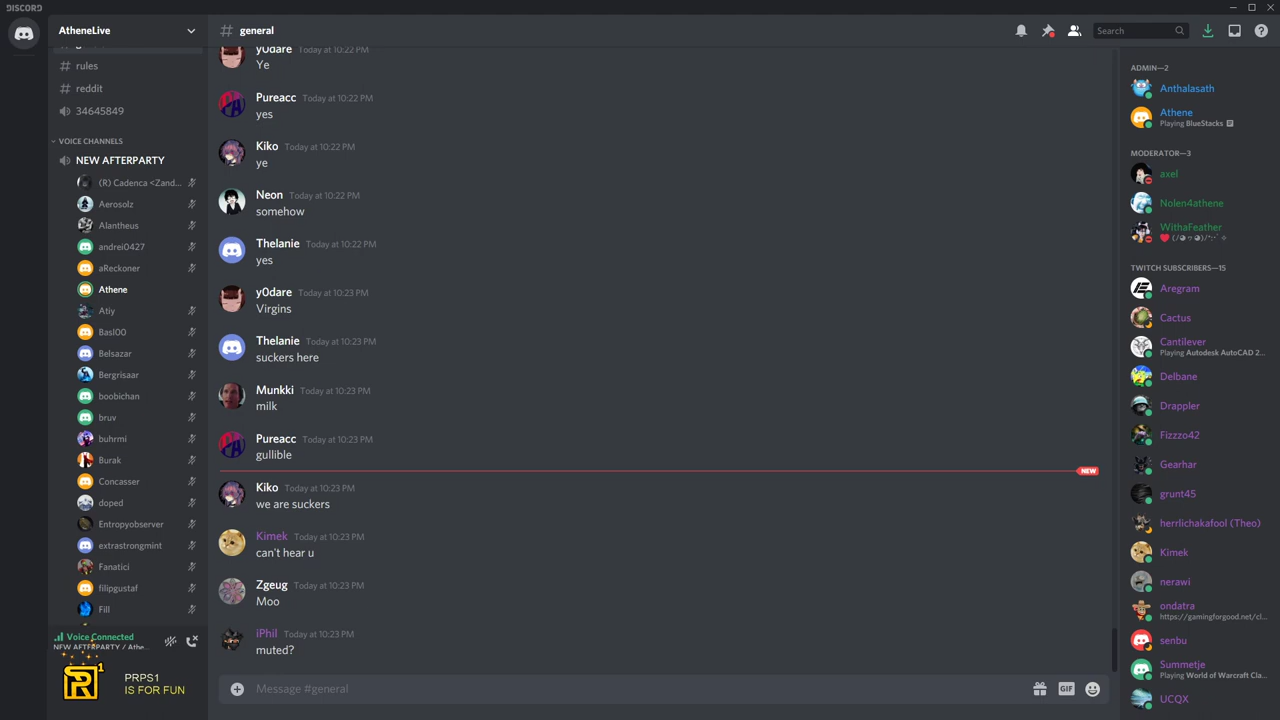 DISCORD
AtheneLive
# general
Search
# rules
# reddit
34645849
VOICE CHANNELS
NEW AFTERPARTY
(R) Cadenca <Zand...
Aerosolz
Alantheus
andrei0427
aReckoner
Athene
Atiy
Basl00
Belsazar
Bergrisaar
boobichan
bruv
buhrmi
Burak
Concasser
doped
Entropyobserver
extrastrongmint
Fanatici
filipgustaf
Fill
Voice Connected
NEW AFTERPARTY / Athe...
PRPS1
IS FOR FUN
y0dare Today at 10:22 PM
Ye
Pureacc Today at 10:22 PM
yes
Kiko Today at 10:22 PM
ye
Neon Today at 10:22 PM
somehow
Thelanie Today at 10:22 PM
yes
y0dare Today at 10:23 PM
Virgins
Thelanie Today at 10:23 PM
suckers here
Munkki Today at 10:23 PM
milk
Pureacc Today at 10:23 PM
gullible
NEW
Kiko Today at 10:23 PM
we are suckers
Kimek Today at 10:23 PM
can't hear u
Zgeug Today at 10:23 PM
Moo
iPhil Today at 10:23 PM
muted?
Message #general
GIF
ADMIN—2
Anthalasath
Athene
Playing BlueStacks
MODERATOR—3
axel
Nolen4athene
WithaFeather
TWITCH SUBSCRIBERS—15
Aregram
Cactus
Cantilever
Playing Autodesk AutoCAD 2...
Delbane
Drappler
Fizzzo42
Gearhar
grunt45
herrlichakafool (Theo)
Kimek
nerawi
ondatra
https://gamingforgood.net/cl...
senbu
Summetje
Playing World of Warcraft Cla...
UCQX